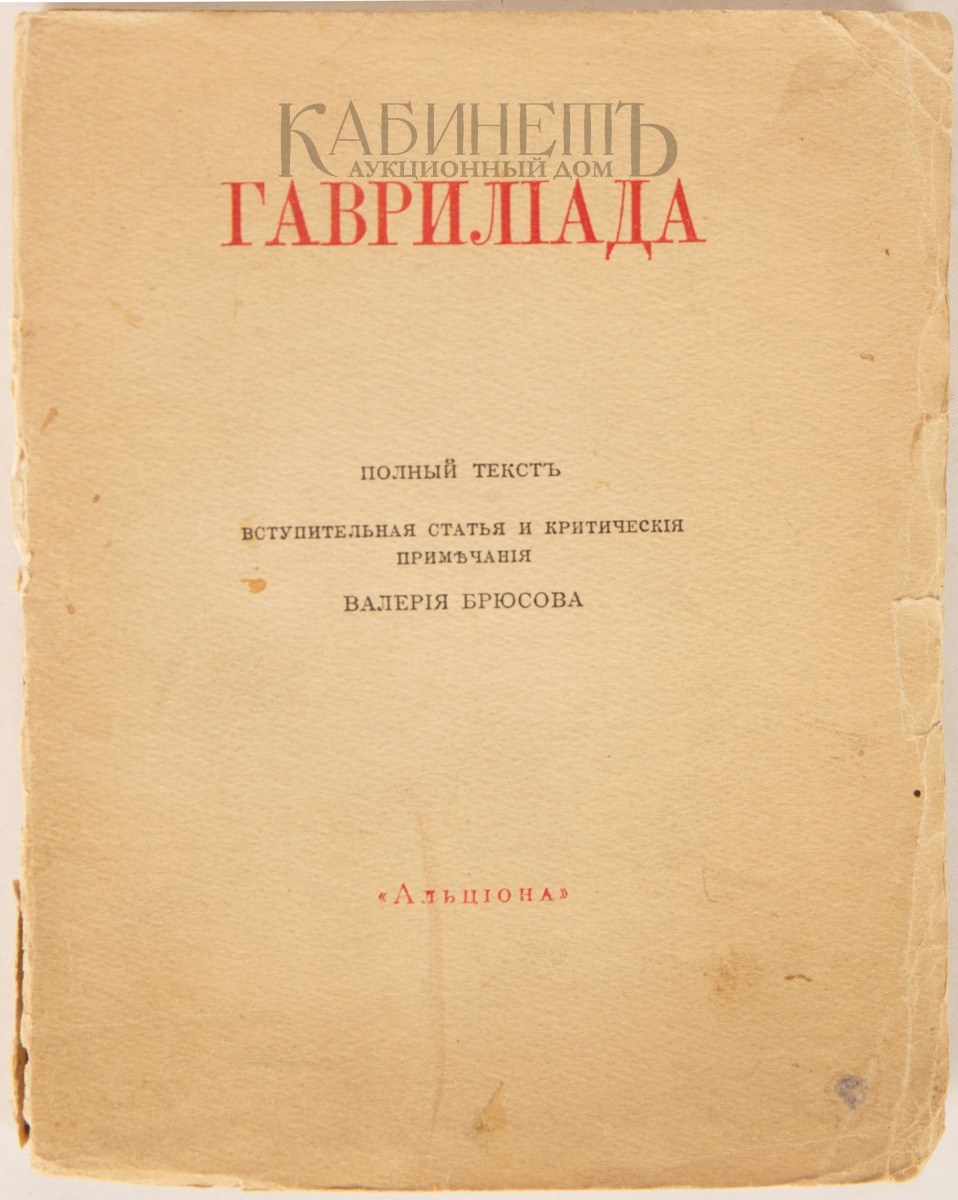 КАБИНЕТЪ
АУКЦИОННЫЙ ДОМ
ГАВРИЛІАДА
ПОЛНЫЙ ТЕКСТЪ
ВСТУПИТЕЛЬНАЯ СТАТЬЯ И КРИТИЧЕСКІЯ
ПРИМѢЧАНІЯ
ВАЛЕРІЯ БРЮСОВА
«АЛЬЦІОНА»